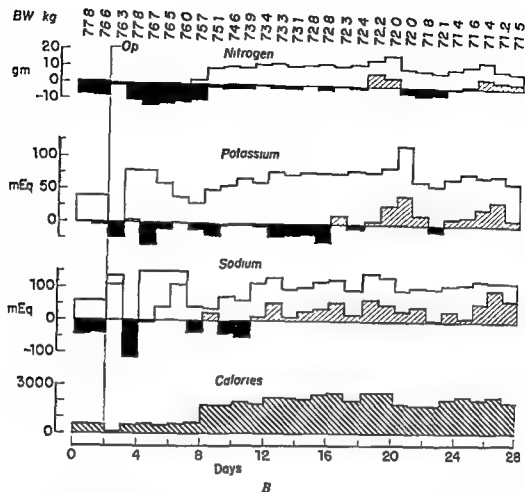 BW kg 77.8 76.6 76.3 77.8 76.7 76.5 76.0 75.7 75.1 74.6 73.9 73.4 73.3 73.1 72.8 72.8 72.3 72.4 72.2 72.0 72.0 71.8 72.1 71.4 71.6 71.4 71.2 71.5
Op
Nitrogen
20
10
gm 0
-10
Potassium
100
mEq 50
0
Sodium
100
mEq 0
-100
Calories
3000
0
0 4 8 12 16 20 24 28
Days
B